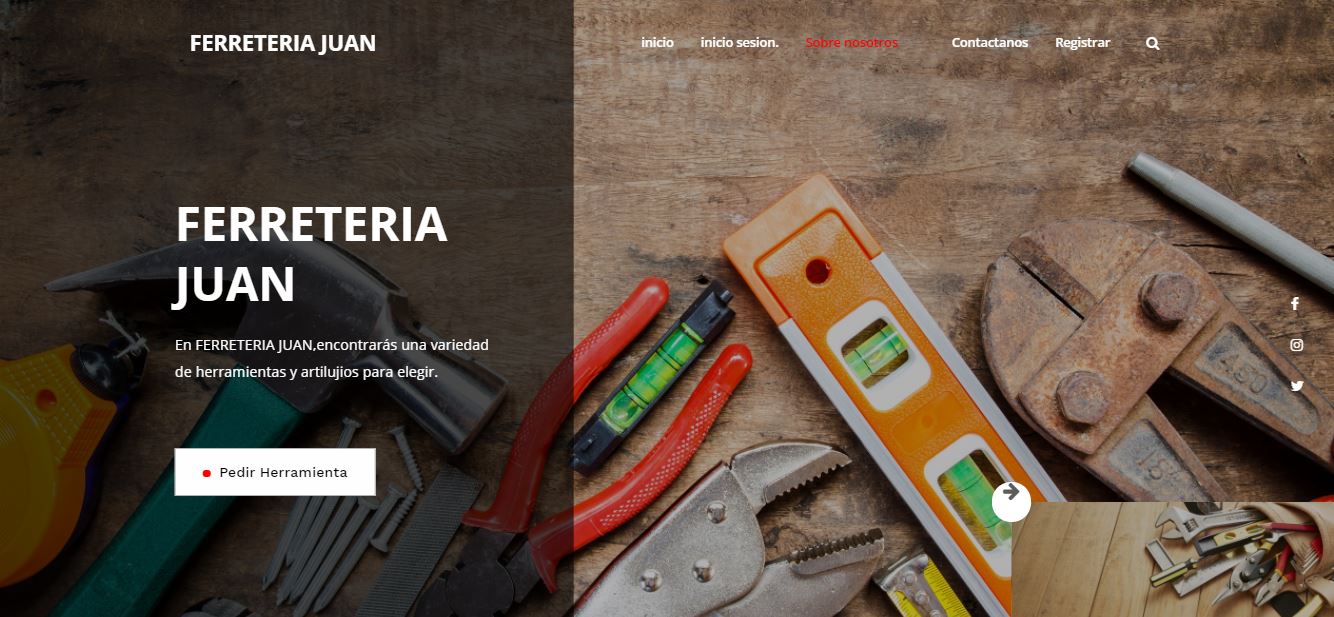 FERRETERIA JUAN
inicio
inicio sesion.
Sobre nosotros
Contactanos
Registrar
FERRETERIA
JUAN
En FERRETERIA JUAN,encontrarás una variedad
de herramientas y artilujios para elegir.
Pedir Herramienta
450